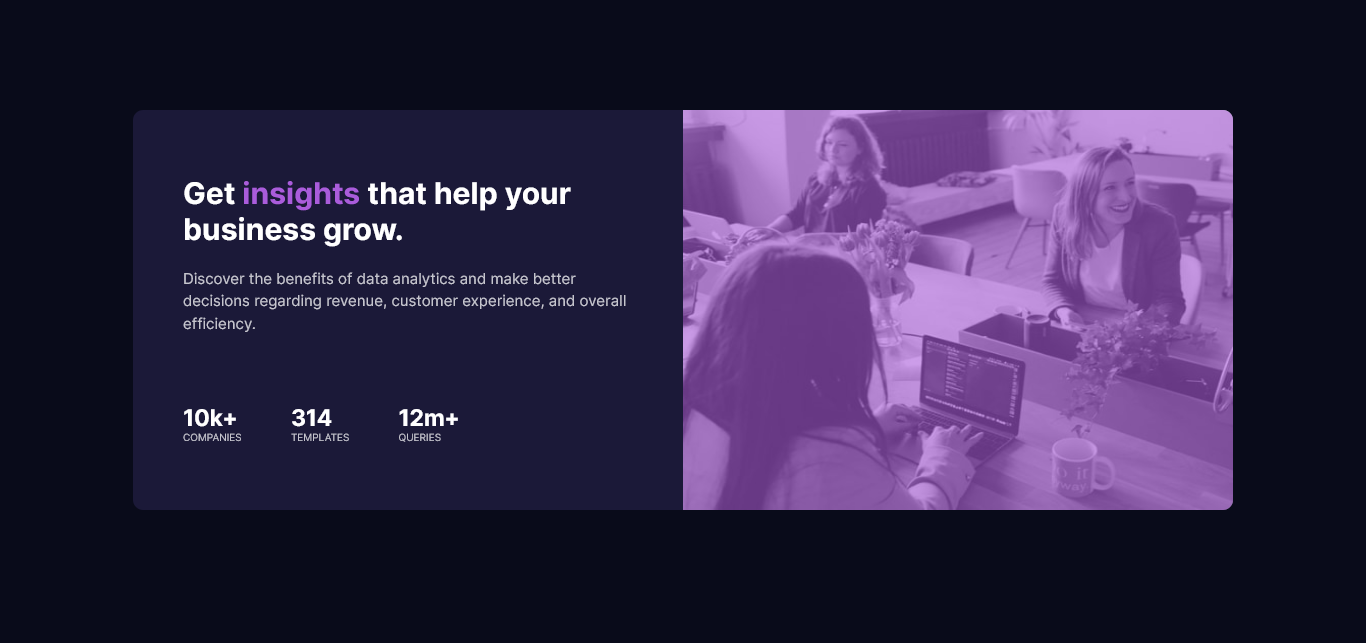 Get insights that help your
business grow.
Discover the benefits of data analytics and make better
decisions regarding revenue, customer experience, and overall
efficiency.
10k+ 314 12m+
COMPANIES TEMPLATES QUERIES